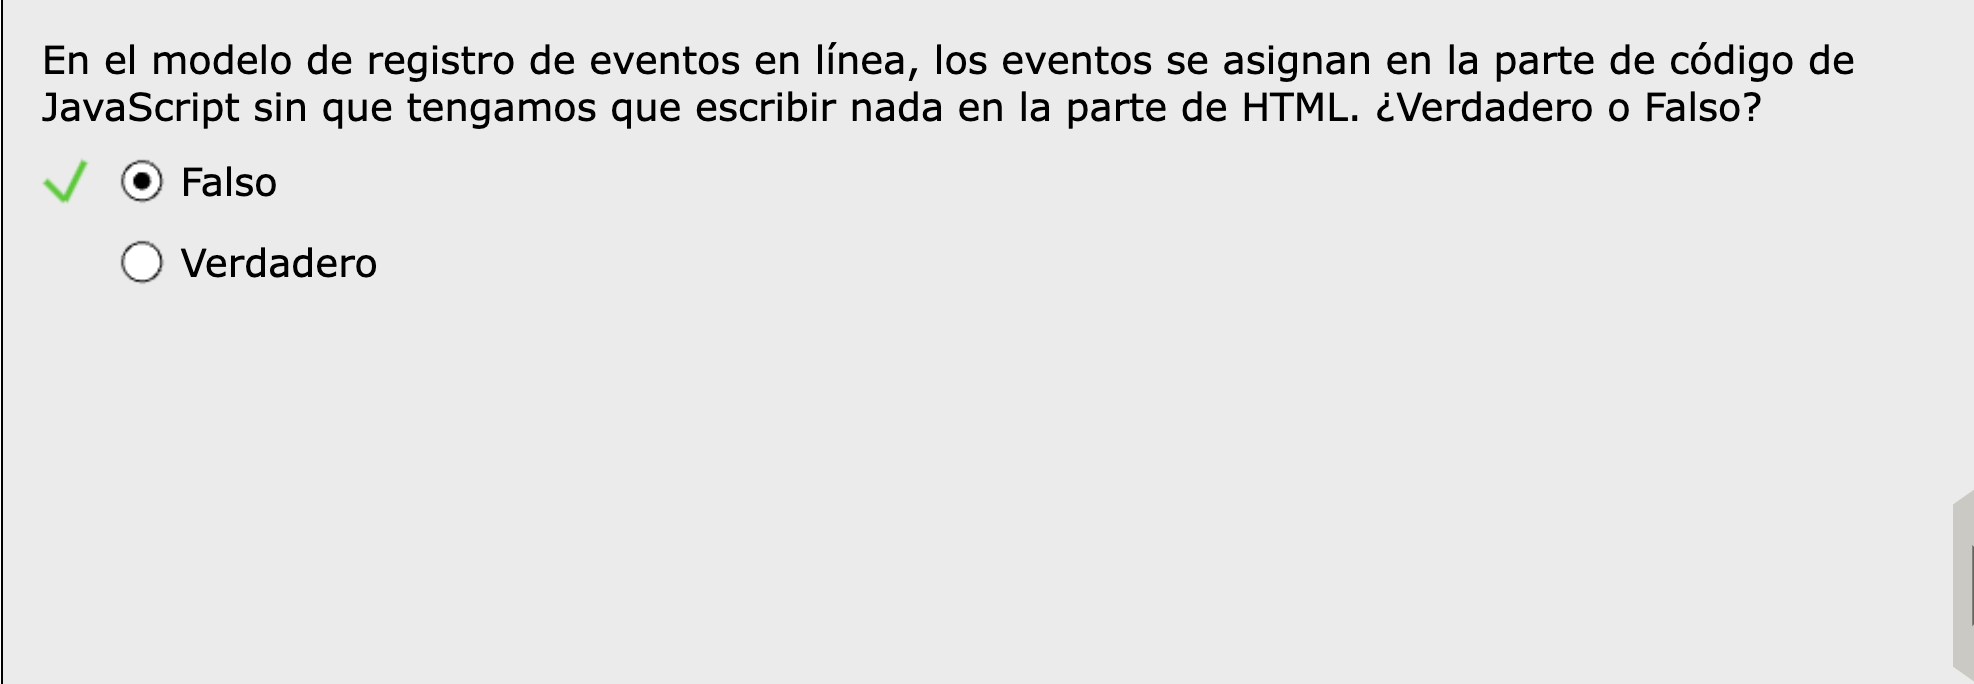 En el modelo de registro de eventos en línea, los eventos se asignan en la parte de código de
JavaScript sin que tengamos que escribir nada en la parte de HTML. ¿Verdadero o Falso?
Falso
Verdadero